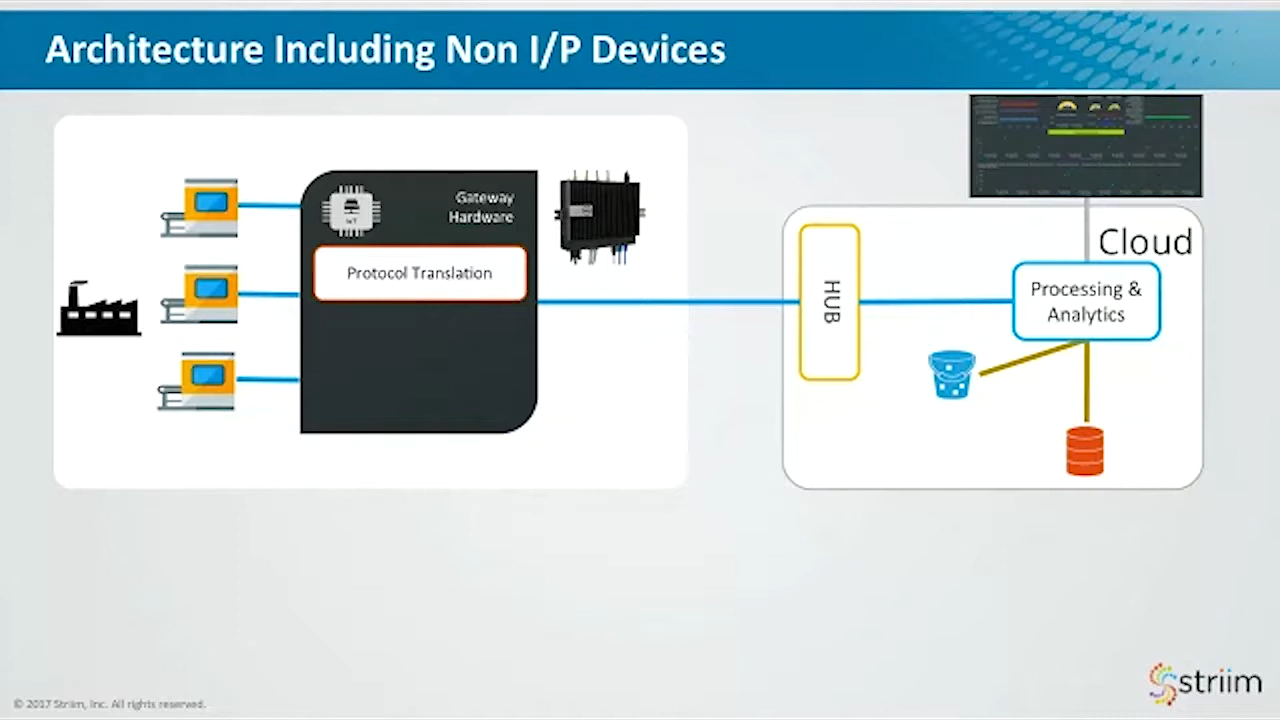 Architecture Including Non I/P Devices
Gateway
Hardware
IoT
Protocol Translation
HUB
Cloud
Processing &
Analytics
© 2017 Striim, Inc. All rights reserved.
striim